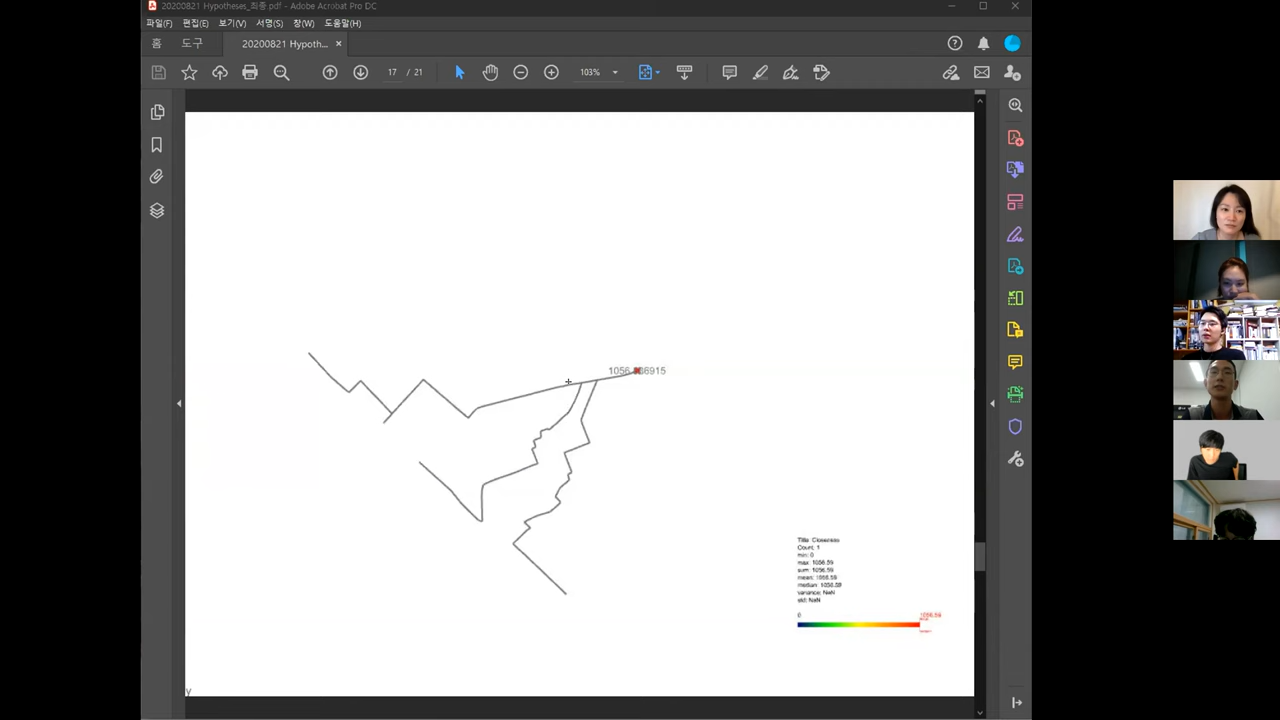 20200821 Hypotheses_최종.pdf - Adobe Acrobat Pro DC
파일(F) 편집(E) 보기(V) 서명(S) 창(W) 도움말(H)
홈 도구 20200821 Hypoth... ×
17 / 21 103%
Title: Closeness
Count: 1
min: 0
max: 1056.59
sum: 1056.59
mean: 1056.59
median: 1056.59
variance: NaN
std: NaN
0 1056.59
y